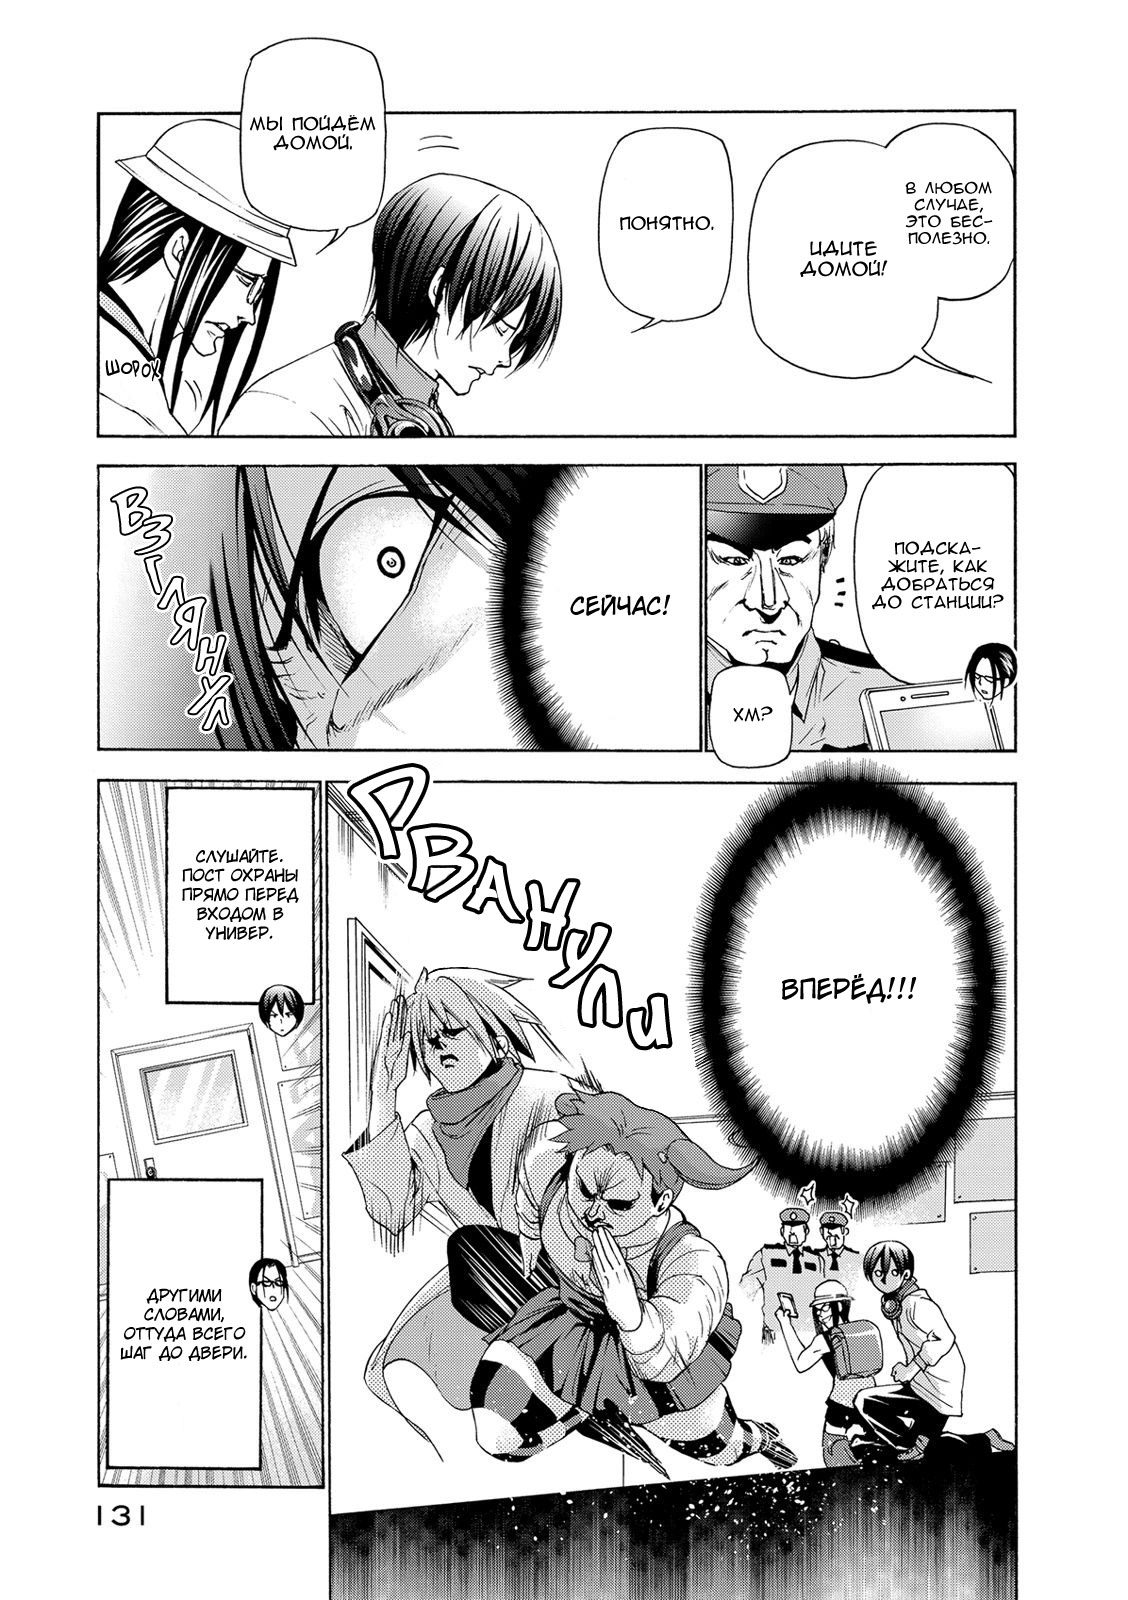 В ЛЮБОМ
СЛУЧАЕ,
ЭТО БЕС-
ПОЛЕЗНО.
ИДИТЕ
ДОМОЙ!
ПОНЯТНО.
МЫ ПОЙДЁМ
ДОМОЙ.
ШОРОХ
ПОДСКА-
ЖИТЕ, КАК
ДОБРАТЬСЯ
ДО СТАНЦИИ?
ХМ?
СЕЙЧАС!
ВЗГЛЯНУЛ
ВПЕРЁД!!!
РВАНУЛИ
СЛУШАЙТЕ.
ПОСТ ОХРАНЫ
ПРЯМО ПЕРЕД
ВХОДОМ В
УНИВЕР.
ДРУГИМИ
СЛОВАМИ,
ОТТУДА ВСЕГО
ШАГ ДО ДВЕРИ.
131